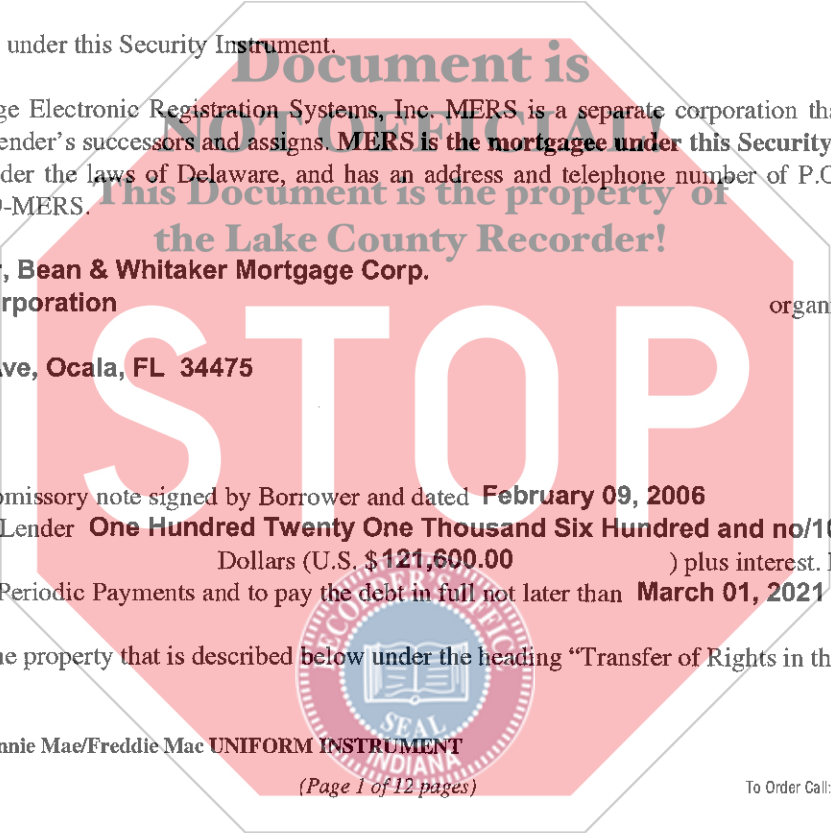 under this Security Instrument.
Document is
ge Electronic Registration Systems, Inc. MERS is a separate corporation tha
NOT OFFICIAL!
ender's successors and assigns. MERS is the mortgagee under this Security
der the laws of Delaware, and has an address and telephone number of P.O
This Document is the property of
-MERS.
the Lake County Recorder!
, Bean & Whitaker Mortgage Corp.
rporation organ
ve, Ocala, FL 34475
STOP
omissory note signed by Borrower and dated February 09, 2006
Lender One Hundred Twenty One Thousand Six Hundred and no/10
Dollars (U.S. $121,600.00 ) plus interest.
Periodic Payments and to pay the debt in full not later than March 01, 2021
RECORDER'S OFFICE
ne property that is described below under the heading “Transfer of Rights in th
SEAL
INDIANA
nnie Mae/Freddie Mac UNIFORM INSTRUMENT
(Page 1 of 12 pages) To Order Call: